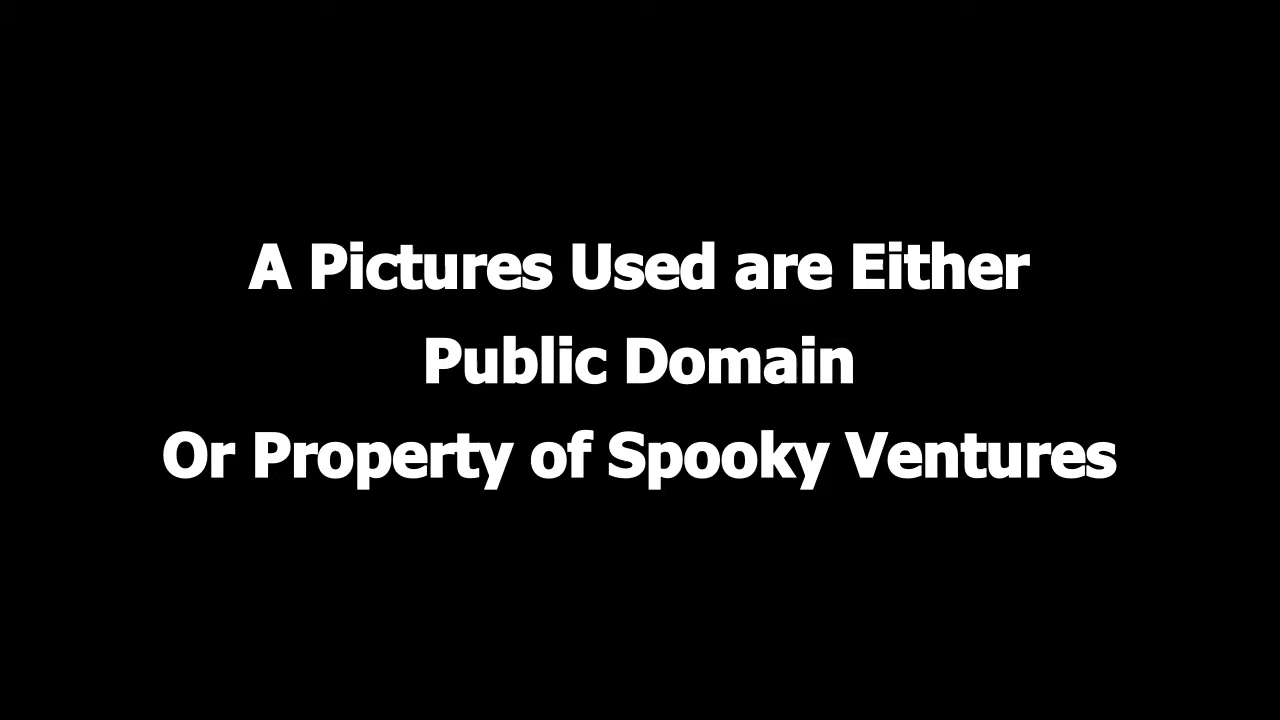 A Pictures Used are Either
Public Domain
Or Property of Spooky Ventures